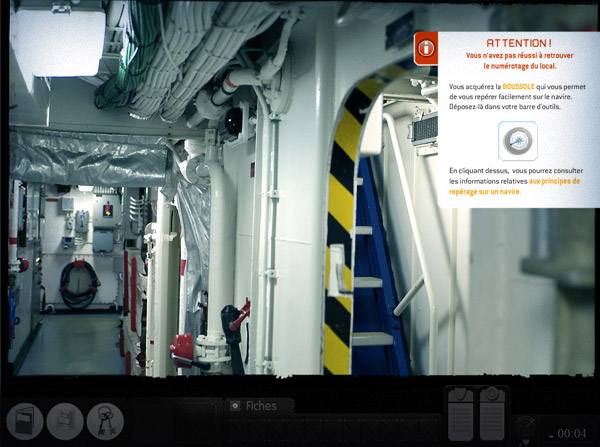 ATTENTION !
Vous n'avez pas réussi à retrouver
le numérotage du local.
Vous acquérez la BOUSSOLE qui vous permet
de vous repérer facilement sur le navire.
Déposez-là dans votre barre d'outils.
En cliquant dessus, vous pourrez consulter
les informations relatives aux principes de
repérage sur un navire.
Fiches
00:04